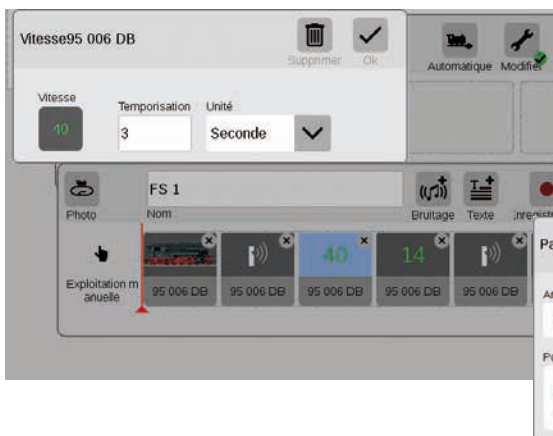 Vitesse95 006 DB
Supprimer
Ok
Automatique
Modifier
Vitesse
Temporisation
Unité
40
3
Seconde
FS 1
Photo
Nom
Bruitage
Texte
Enregistr
40
14
Exploitation m
anuelle
95 006 DB
95 006 DB
95 006 DB
95 006 DB
95 006 DB
Pa